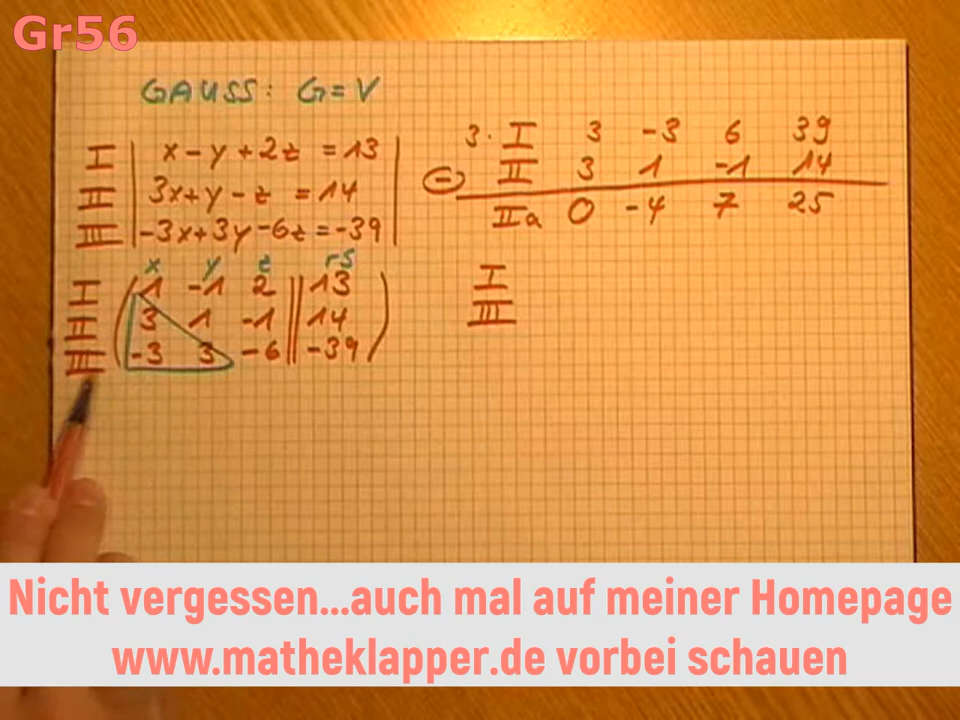 Gr56
GAUSS: G=V
I | x - y + 2z = 13 |
II | 3x + y - z = 14 |
III | -3x + 3y - 6z = -39 |
x y z rS
I ( 1 -1 2 || 13 )
II ( 3 1 -1 || 14 )
III ( -3 3 -6 || -39 )
3· I 3 -3 6 39
(-) II 3 1 -1 14
IIa 0 -4 7 25
I
III
Nicht vergessen...auch mal auf meiner Homepage
www.matheklapper.de vorbei schauen